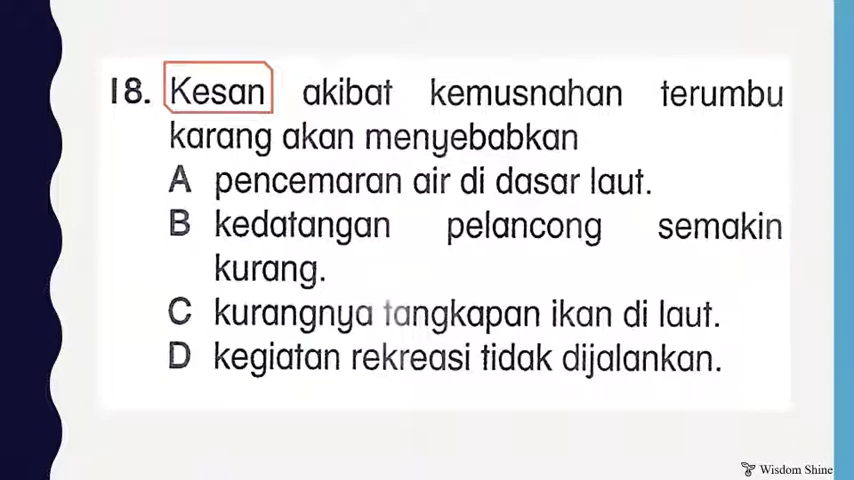 18. Kesan akibat kemusnahan terumbu
karang akan menyebabkan
A pencemaran air di dasar laut.
B kedatangan pelancong semakin
kurang.
C kurangnya tangkapan ikan di laut.
D kegiatan rekreasi tidak dijalankan.
Wisdom Shine